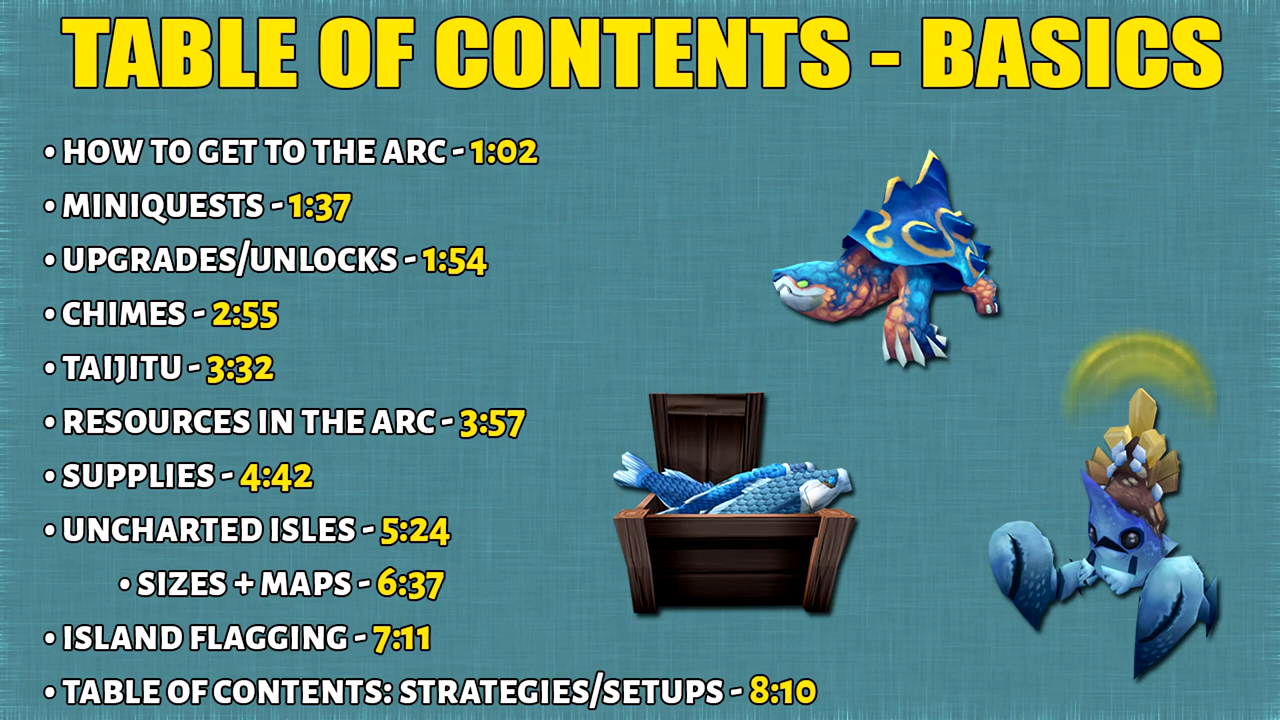 TABLE OF CONTENTS - BASICS
• HOW TO GET TO THE ARC - 1:02
• MINIQUESTS - 1:37
• UPGRADES/UNLOCKS - 1:54
• CHIMES - 2:55
• TAIJITU - 3:32
• RESOURCES IN THE ARC - 3:57
• SUPPLIES - 4:42
• UNCHARTED ISLES - 5:24
• SIZES + MAPS - 6:37
• ISLAND FLAGGING - 7:11
• TABLE OF CONTENTS: STRATEGIES/SETUPS - 8:10